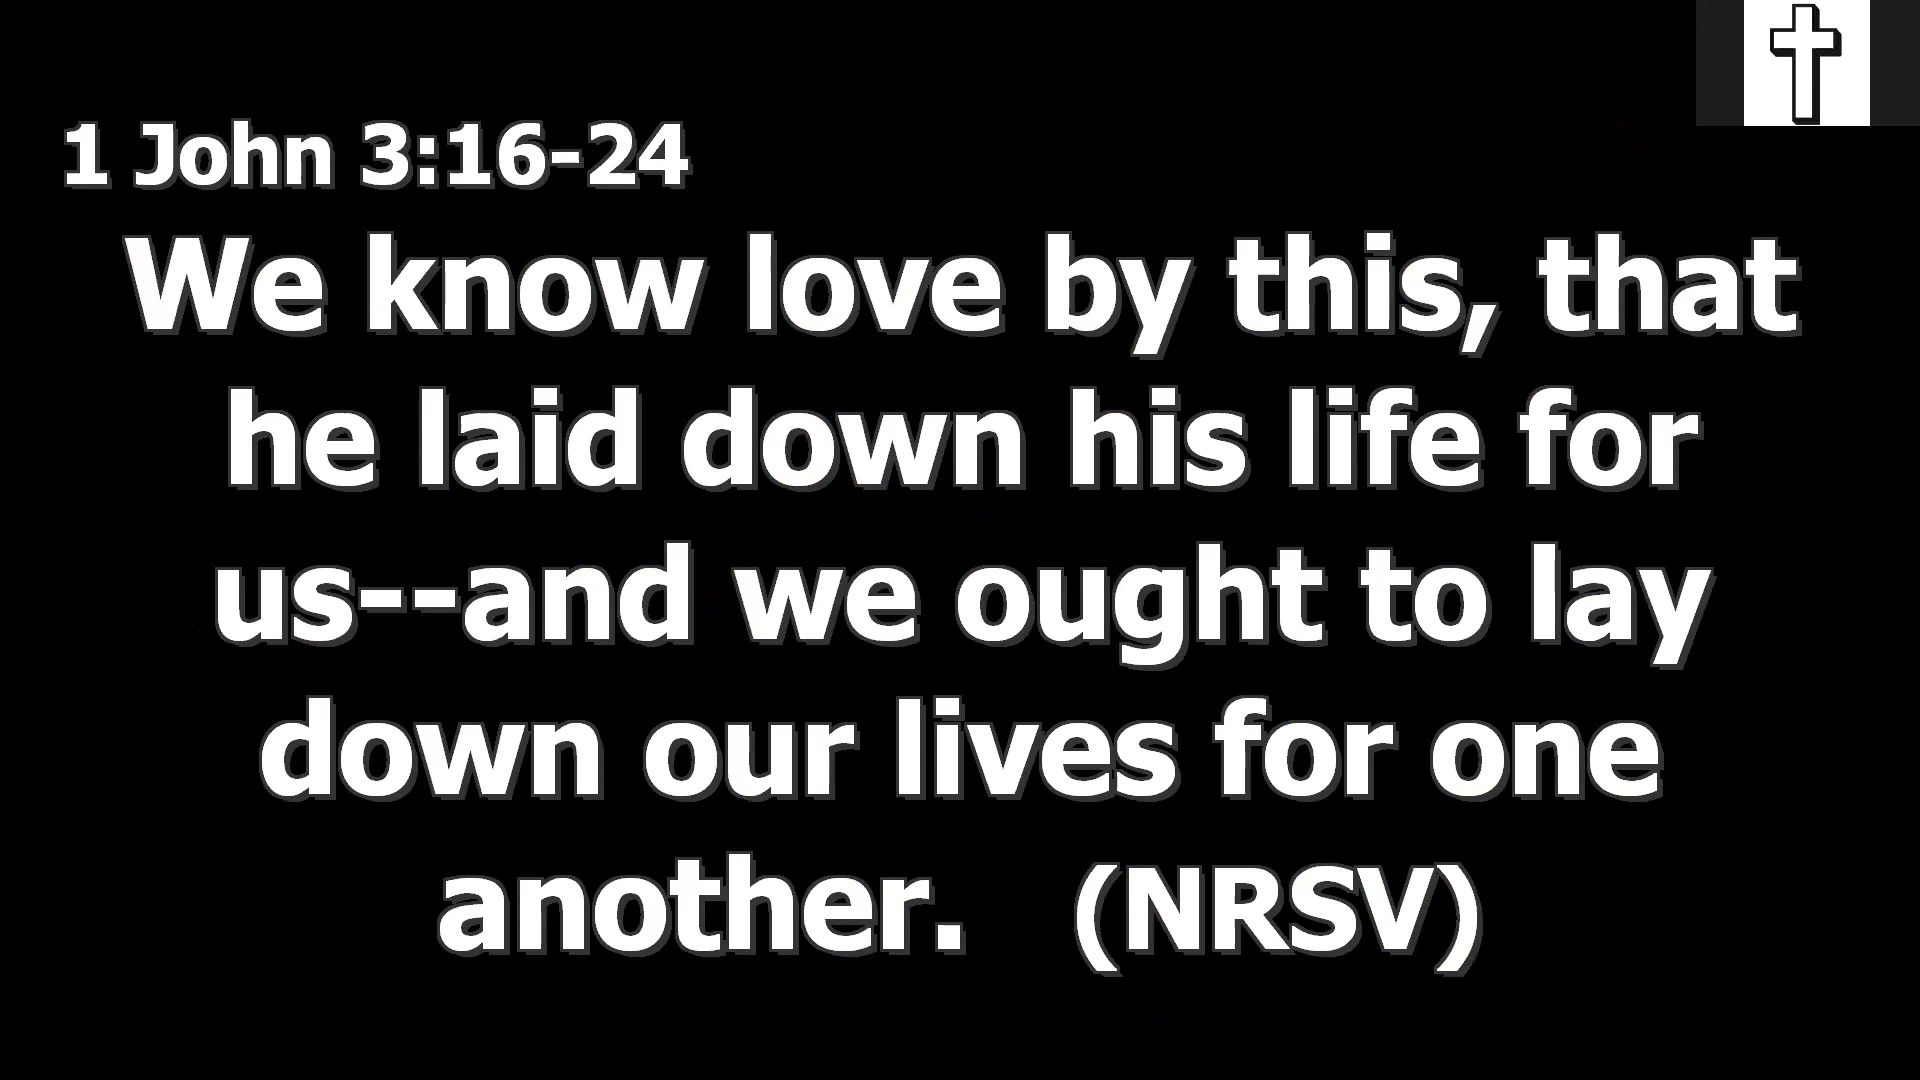 1 John 3:16-24
We know love by this, that
he laid down his life for
us--and we ought to lay
down our lives for one
another. (NRSV)